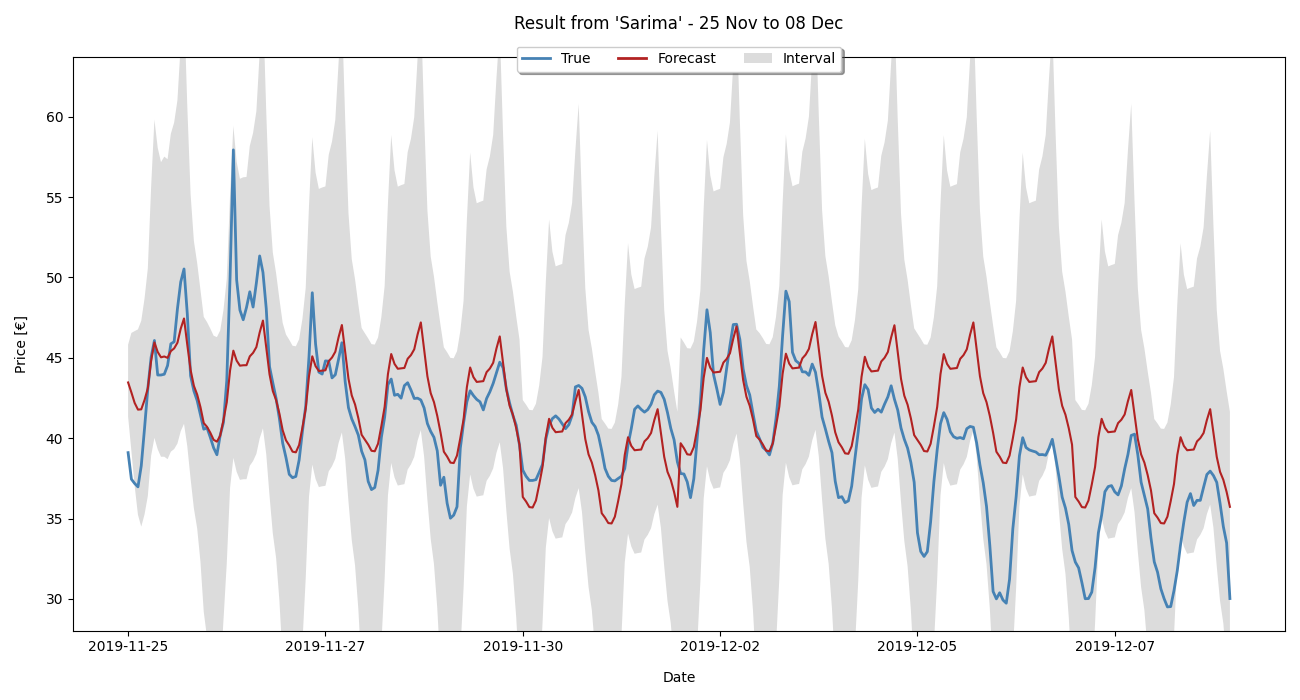 Result from 'Sarima' - 25 Nov to 08 Dec
True Forecast Interval
60
55
50
45
40
35
30
Price [€]
2019-11-25 2019-11-27 2019-11-30 2019-12-02 2019-12-05 2019-12-07
Date